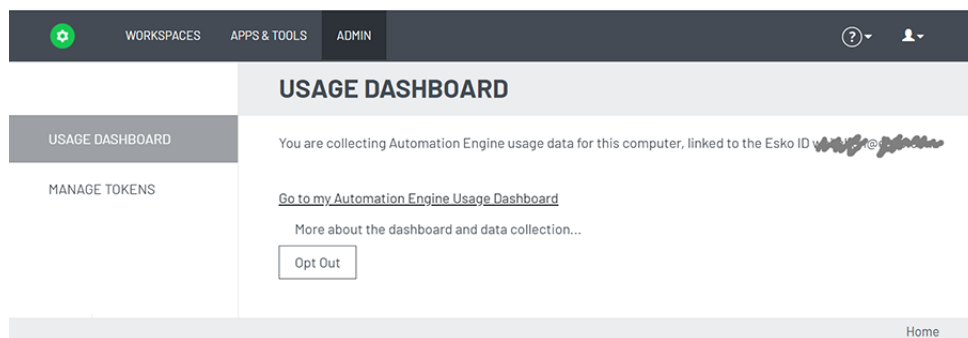 WORKSPACES APPS & TOOLS ADMIN ?
USAGE DASHBOARD
USAGE DASHBOARD
You are collecting Automation Engine usage data for this computer, linked to the Esko ID
MANAGE TOKENS
Go to my Automation Engine Usage Dashboard
More about the dashboard and data collection...
Opt Out
Home